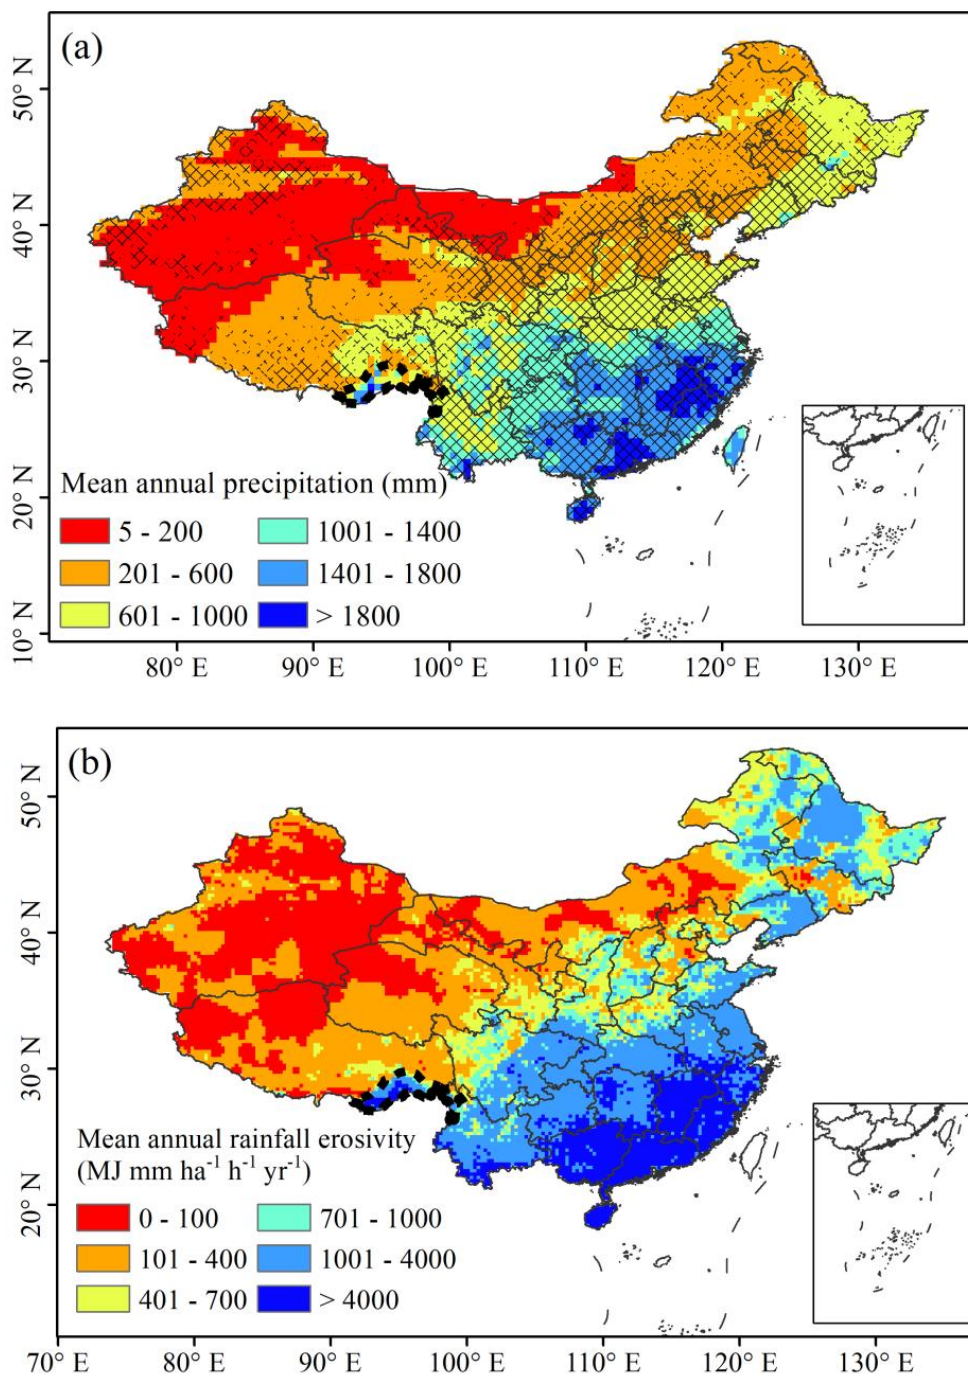 (a)
50° N
40° N
30° N
20° N
10° N
Mean annual precipitation (mm)
5 - 200
1001 - 1400
201 - 600
1401 - 1800
601 - 1000
> 1800
80° E
90° E
100° E
110° E
120° E
130° E
(b)
50° N
40° N
30° N
20° N
Mean annual rainfall erosivity
(MJ mm ha⁻¹ h⁻¹ yr⁻¹)
0 - 100
701 - 1000
101 - 400
1001 - 4000
401 - 700
> 4000
70° E
80° E
90° E
100° E
110° E
120° E
130° E